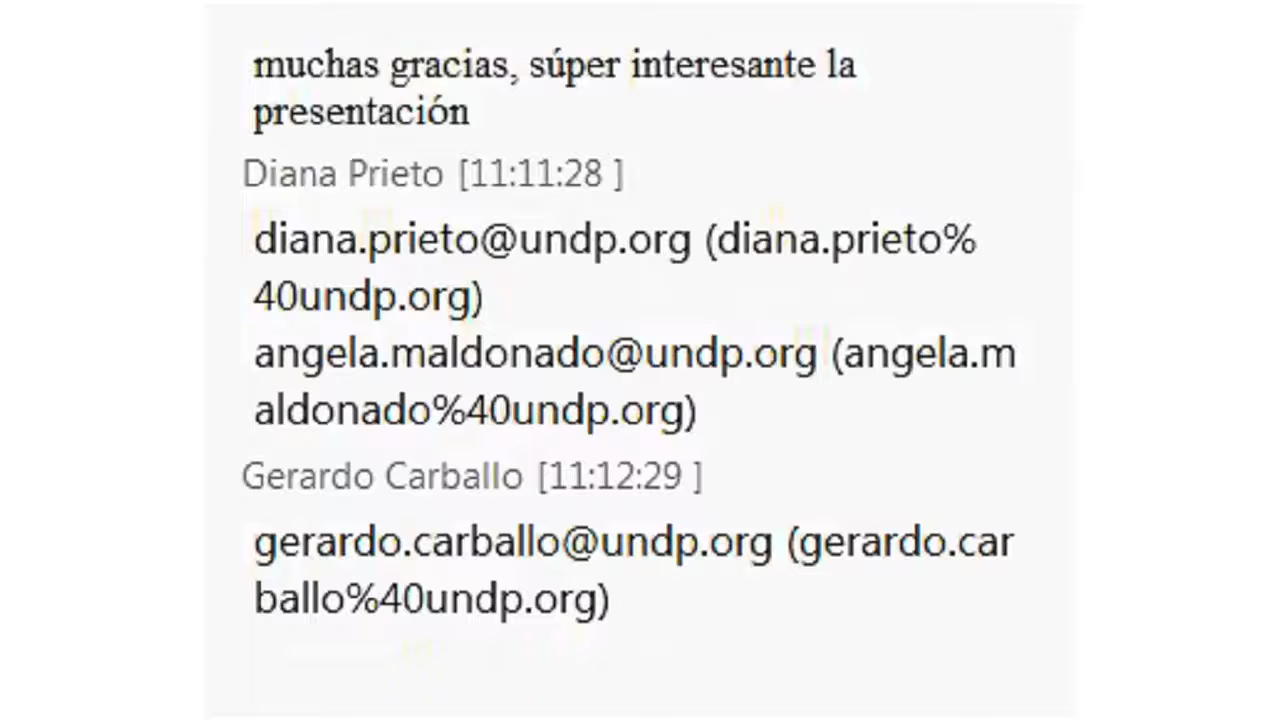 muchas gracias, súper interesante la
presentación
Diana Prieto [11:11:28 ]
diana.prieto@undp.org (diana.prieto%
40undp.org)
angela.maldonado@undp.org (angela.m
aldonado%40undp.org)
Gerardo Carballo [11:12:29 ]
gerardo.carballo@undp.org (gerardo.car
ballo%40undp.org)